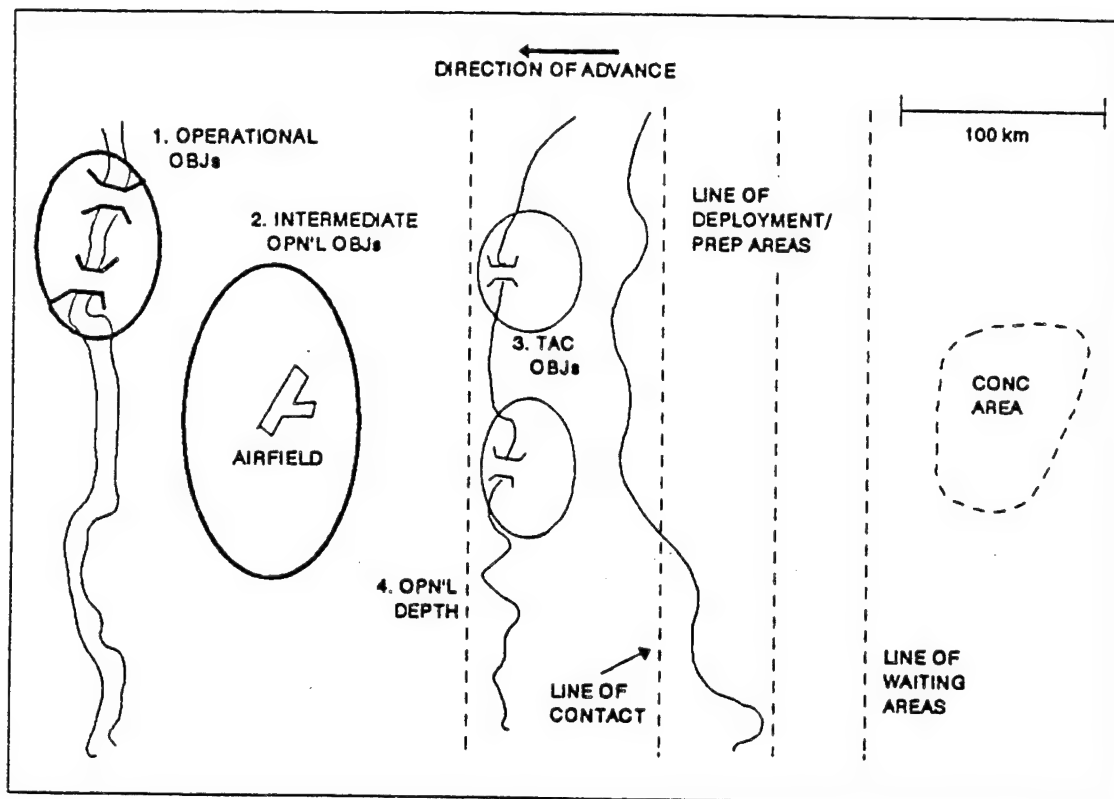 DIRECTION OF ADVANCE
100 km
1. OPERATIONAL
OBJs
2. INTERMEDIATE
OPN'L OBJs
LINE OF
DEPLOYMENT/
PREP AREAS
3. TAC
OBJs
CONC
AREA
AIRFIELD
4. OPN'L
DEPTH
LINE OF
CONTACT
LINE OF
WAITING
AREAS